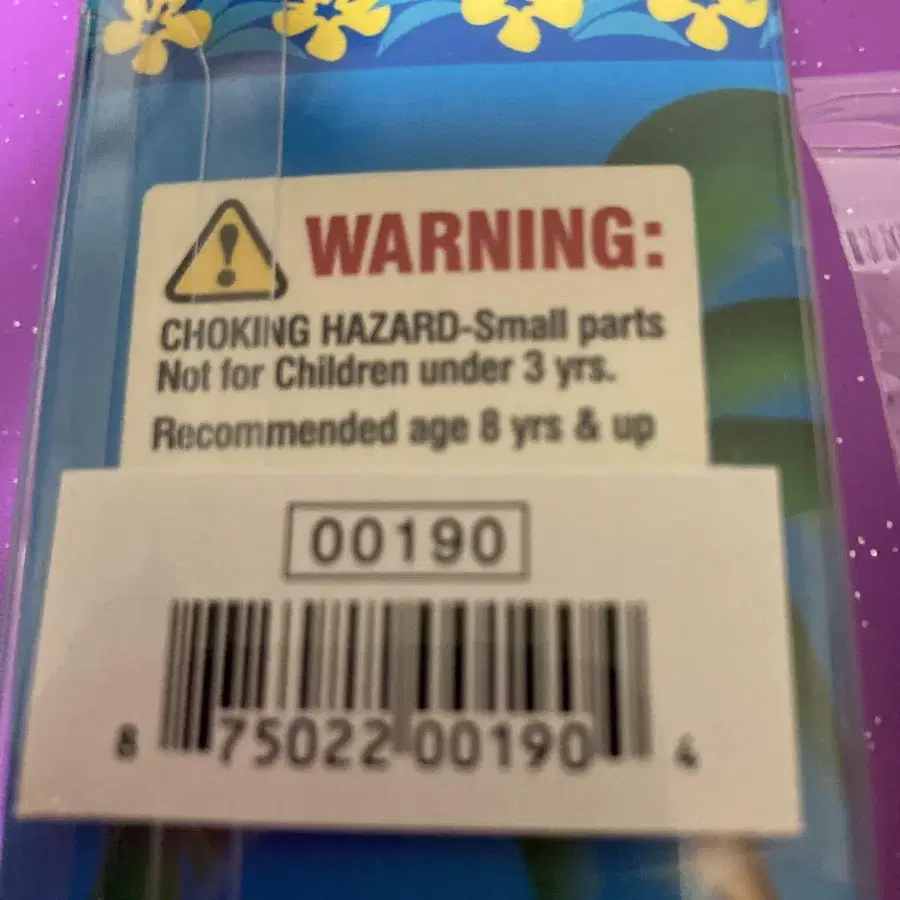 WARNING:
CHOKING HAZARD-Small parts
Not for Children under 3 yrs.
Recommended age 8 yrs & up
00190
8 75022 00190 4